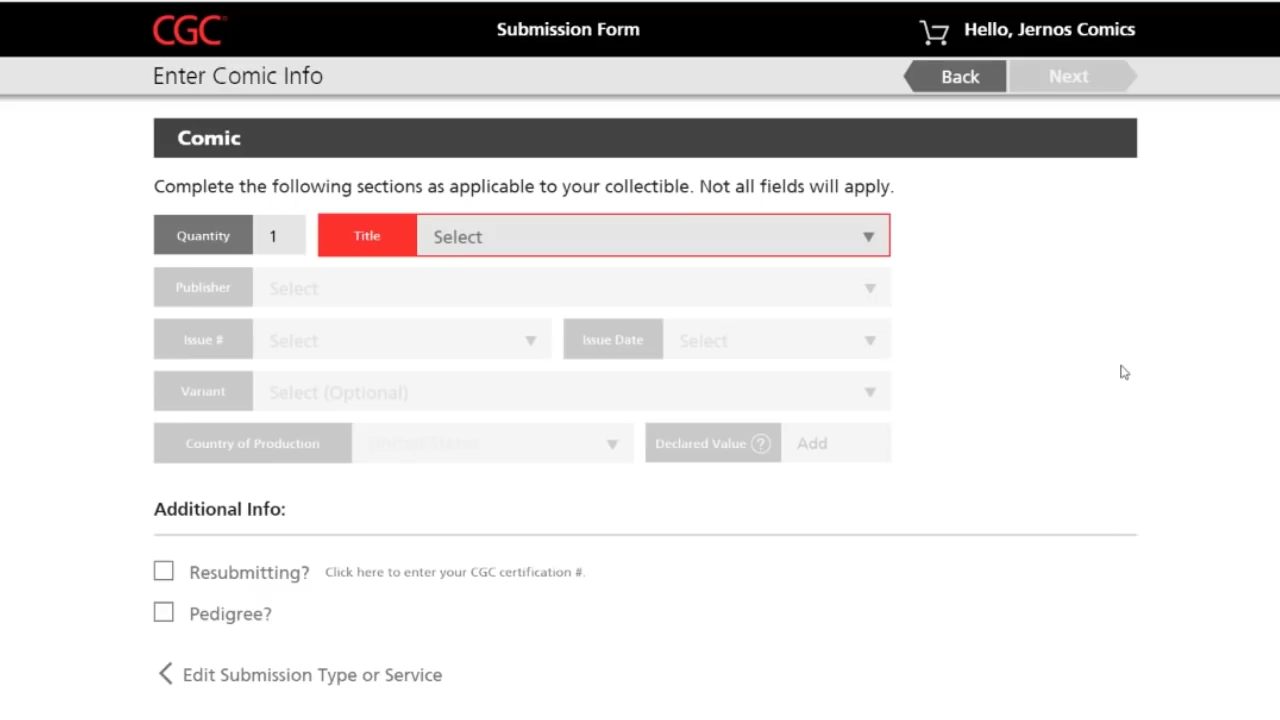 CGC
Submission Form
Hello, Jernos Comics
Enter Comic Info
Back
Next
Comic
Complete the following sections as applicable to your collectible. Not all fields will apply.
Quantity 1 Title Select
Publisher Select
Issue # Select Issue Date Select
Variant Select (Optional)
Country of Production United States Declared Value ? Add
Additional Info:
Resubmitting? Click here to enter your CGC certification #.
Pedigree?
Edit Submission Type or Service